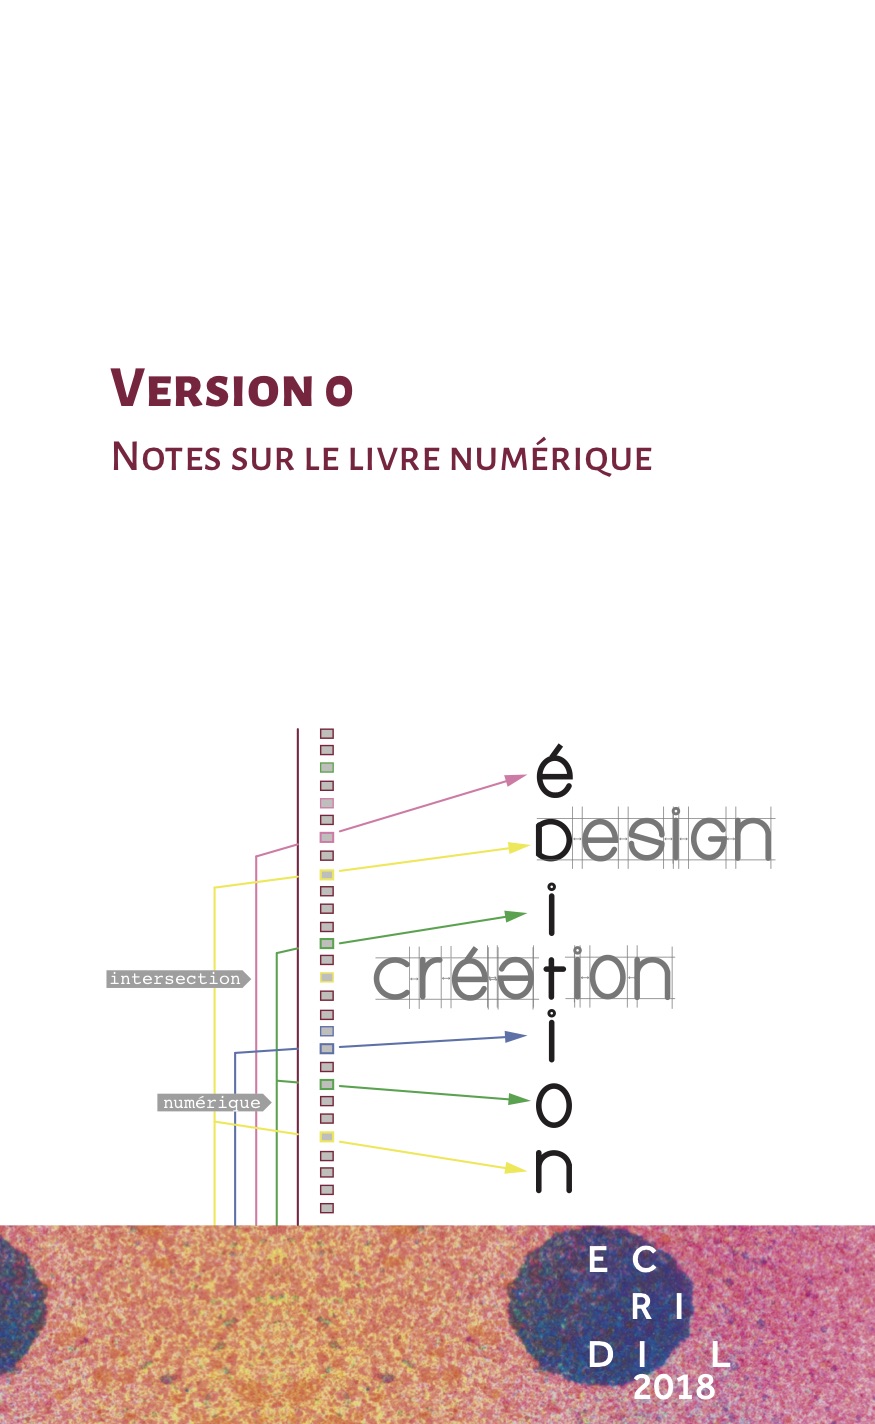 Version 0
Notes sur le livre numérique
é
Design
i
création
i
o
n
intersection
numérique
E C
R I
D I L
2018